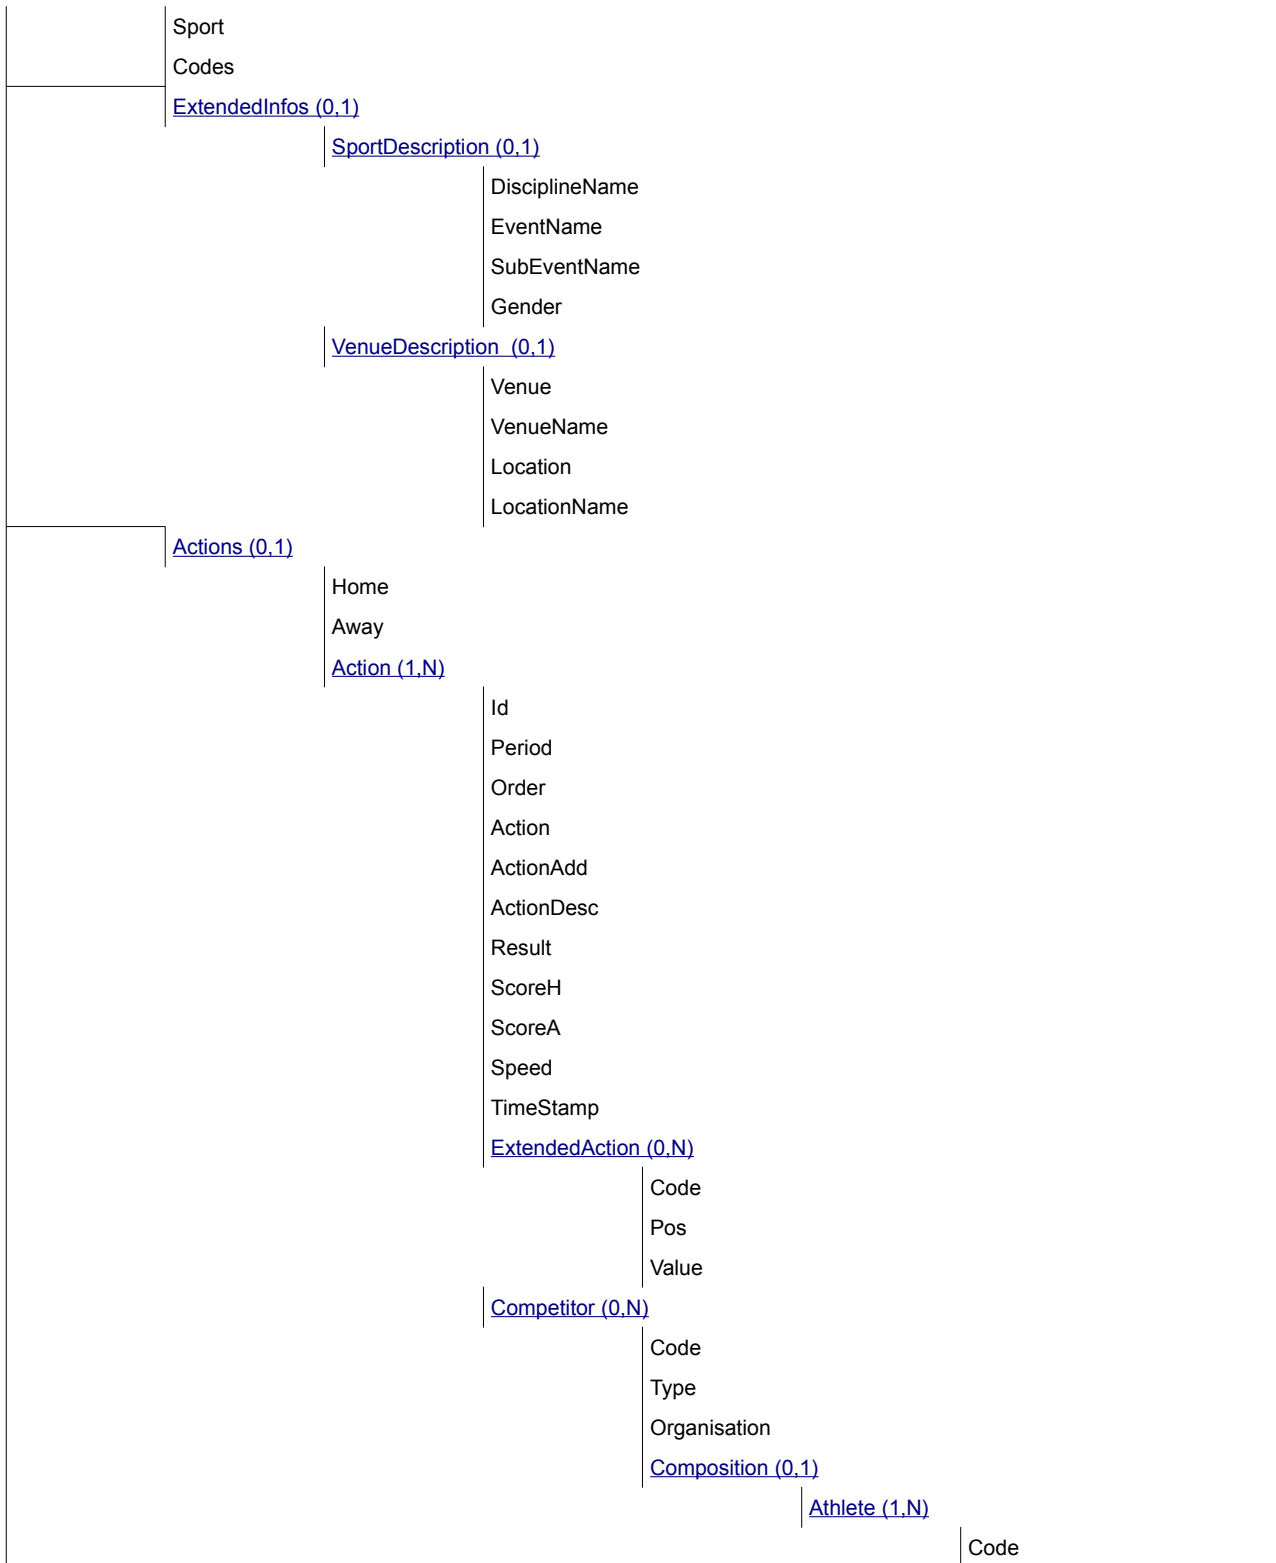 Sport
Codes
ExtendedInfos (0,1)
SportDescription (0,1)
DisciplineName
EventName
SubEventName
Gender
VenueDescription  (0,1)
Venue
VenueName
Location
LocationName
Actions (0,1)
Home
Away
Action (1,N)
Id
Period
Order
Action
ActionAdd
ActionDesc
Result
ScoreH
ScoreA
Speed
TimeStamp
ExtendedAction (0,N)
Code
Pos
Value
Competitor (0,N)
Code
Type
Organisation
Composition (0,1)
Athlete (1,N)
Code